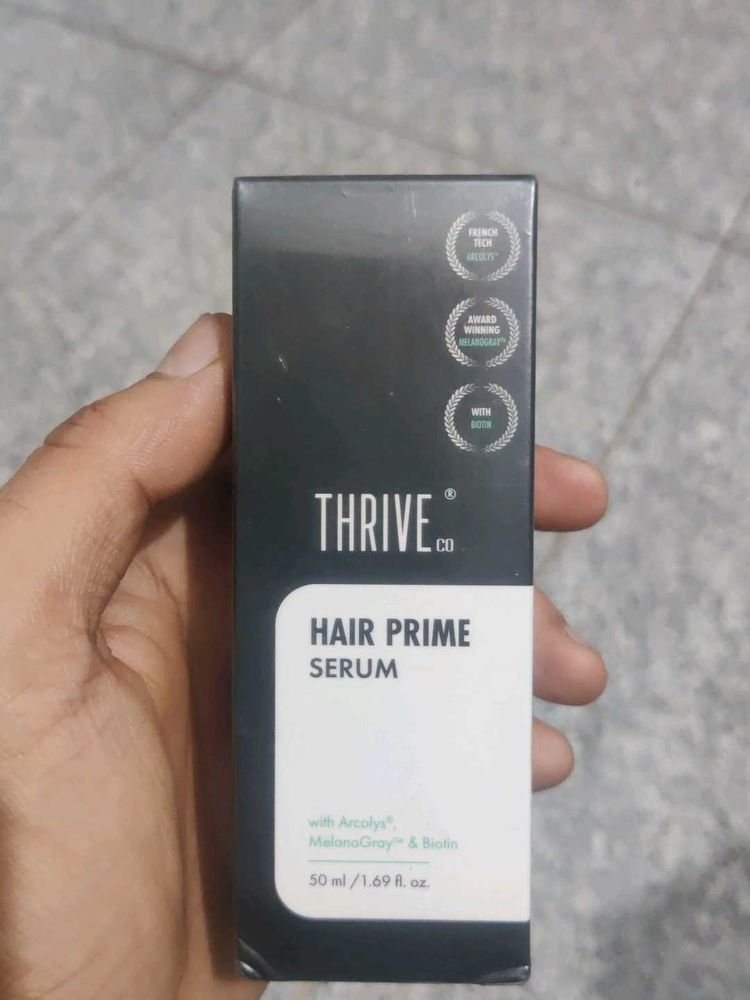 FRENCH
TECH
ARCOLYS®
AWARD
WINNING
MELANOGRAY™
WITH
BIOTIN
THRIVE®
CO
HAIR PRIME
SERUM
with Arcolys®,
MelanoGray™ & Biotin
50 ml /1.69 fl. oz.